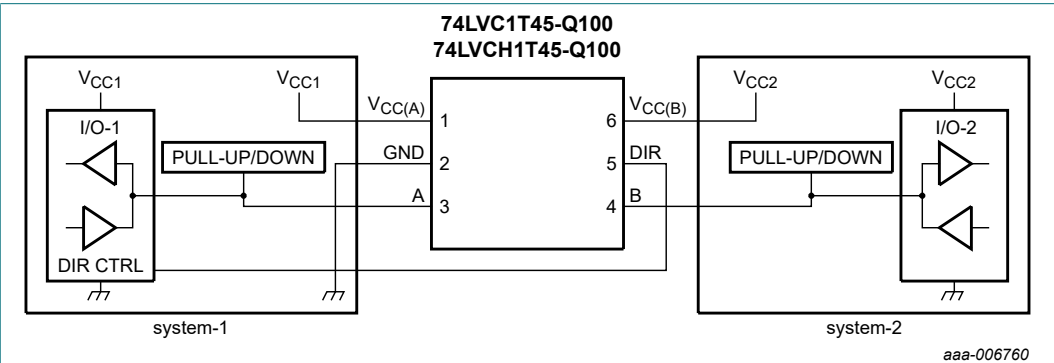 74LVC1T45-Q100
74LVCH1T45-Q100
VCC1
VCC1
VCC(A)
1
6
VCC(B)
VCC2
VCC2
I/O-1
PULL-UP/DOWN
GND
2
5
DIR
PULL-UP/DOWN
I/O-2
A
3
4
B
DIR CTRL
system-1
system-2
aaa-006760